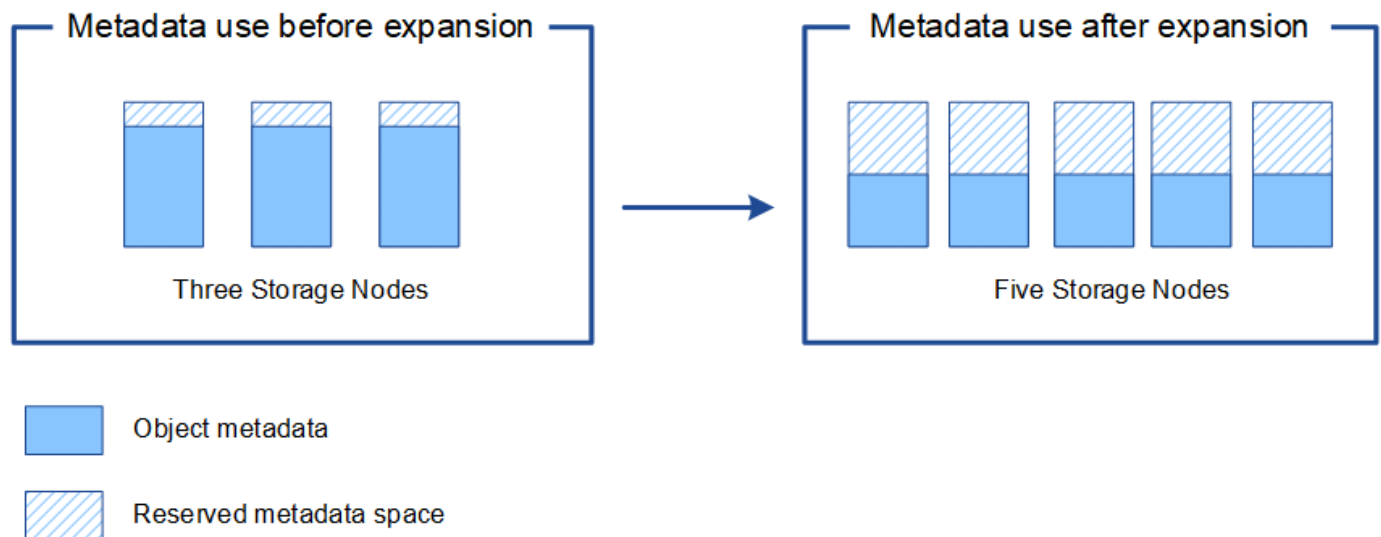 Metadata use before expansion
Metadata use after expansion
Three Storage Nodes
Five Storage Nodes
Object metadata
Reserved metadata space